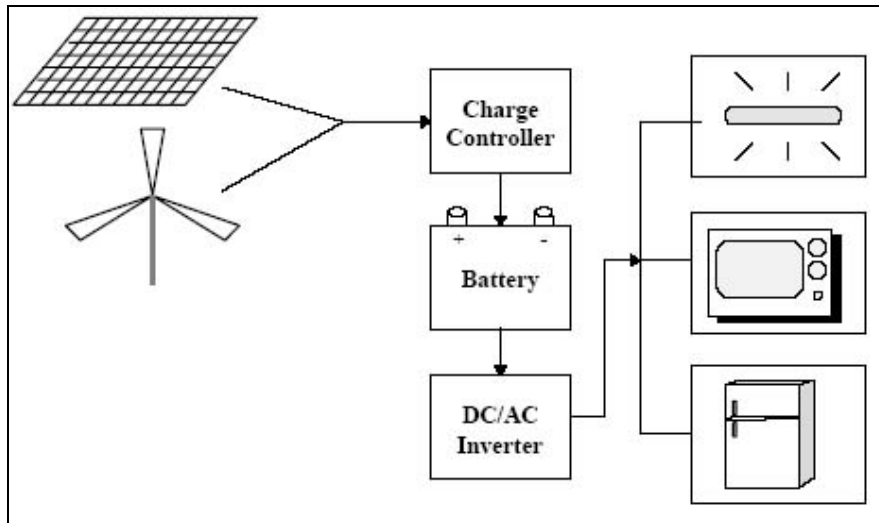 Charge
Controller
+ -
Battery
DC/AC
Inverter